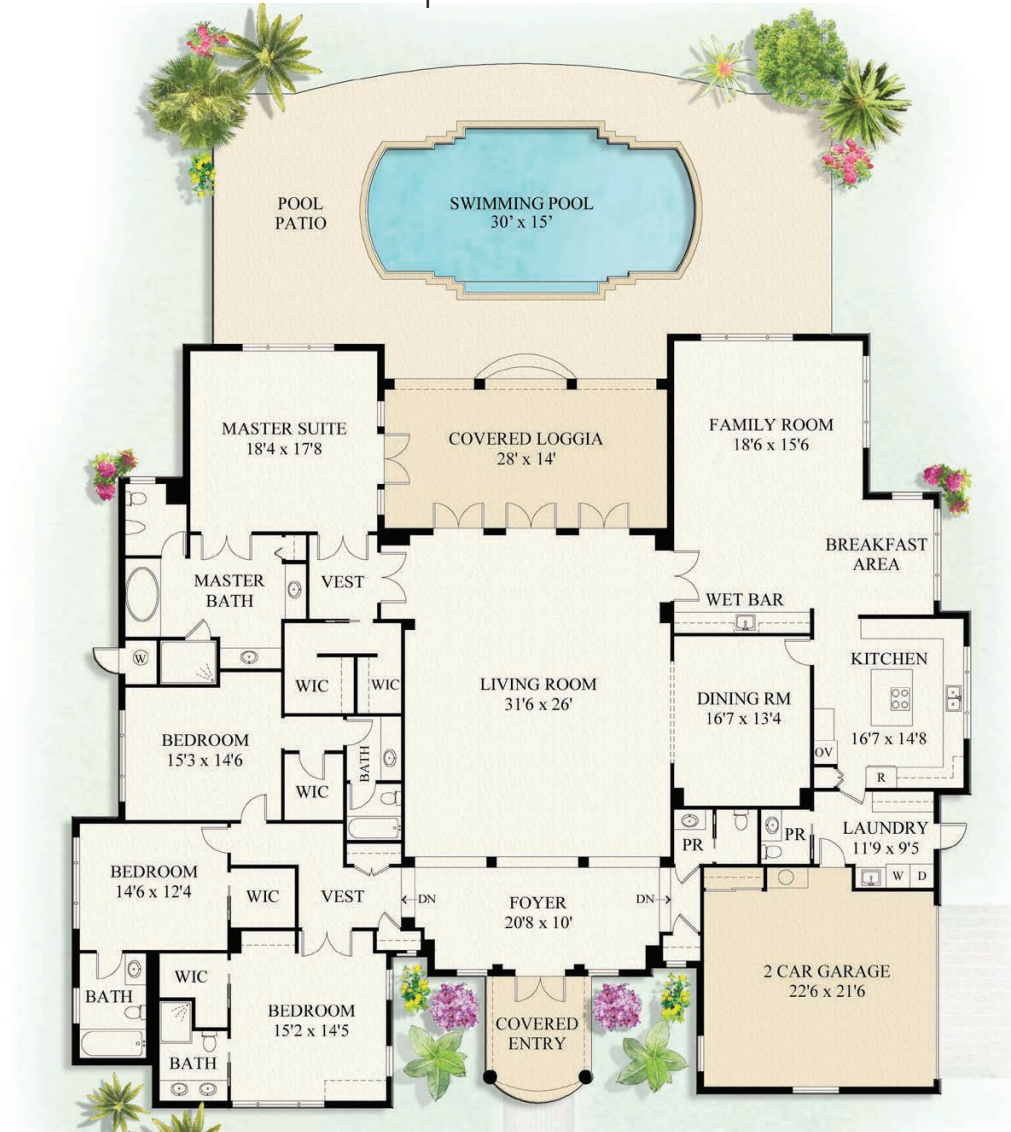 POOL
PATIO
SWIMMING POOL
30’ x 15’
MASTER SUITE
18'4 x 17'8
COVERED LOGGIA
28' x 14'
FAMILY ROOM
18'6 x 15'6
BREAKFAST
AREA
MASTER
BATH
VEST
WET BAR
W
WIC
WIC
LIVING ROOM
31'6 x 26'
DINING RM
16'7 x 13'4
KITCHEN
16'7 x 14'8
OV
R
BEDROOM
15'3 x 14'6
BATH
WIC
PR
PR
LAUNDRY
11'9 x 9'5
W
D
BEDROOM
14'6 x 12'4
WIC
VEST
DN
FOYER
20'8 x 10'
DN
2 CAR GARAGE
22'6 x 21'6
WIC
BATH
BEDROOM
15'2 x 14'5
BATH
COVERED
ENTRY